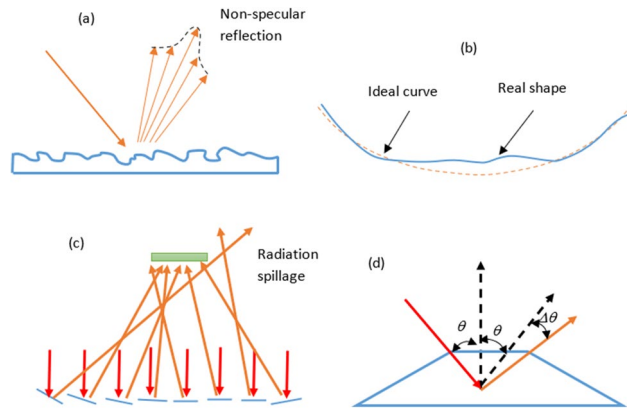 (a)
Non-specular
reflection
(b)
Ideal curve
Real shape
(c)
Radiation
spillage
(d)
θ
θ
Δθ